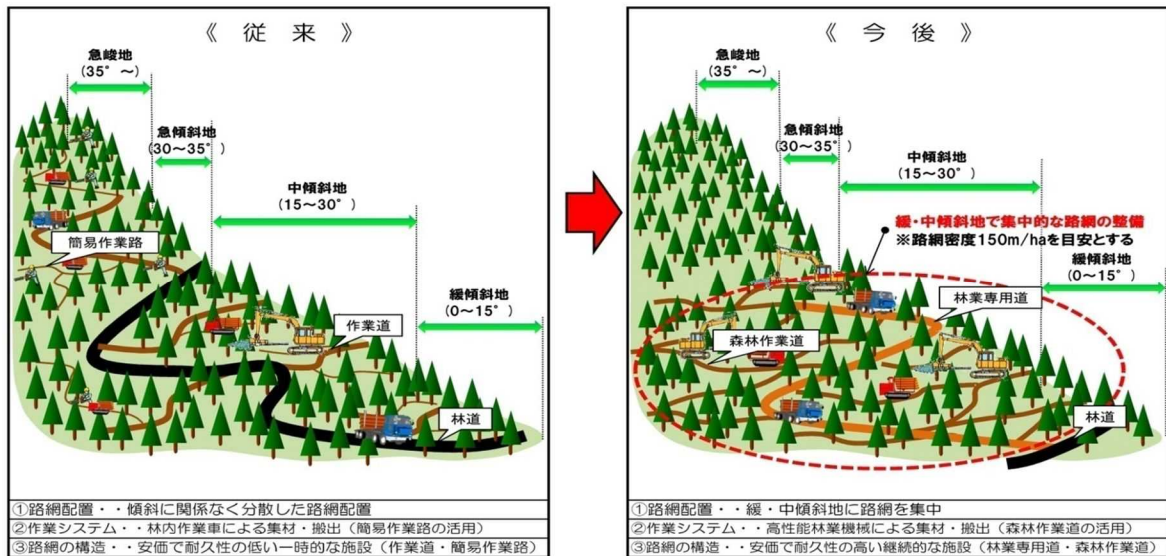 《 従 来 》
急峻地
(35° ～)
急傾斜地
(30～35° )
中傾斜地
(15～30° )
緩傾斜地
(0～15° )
簡易作業路
作業道
林道
①路網配置・・傾斜に関係なく分散した路網配置
②作業システム・・林内作業車による集材・搬出（簡易作業路の活用）
③路網の構造・・安価で耐久性の低い一時的な施設（作業道・簡易作業路）
《 今 後 》
急峻地
(35° ～)
急傾斜地
(30～35° )
中傾斜地
(15～30° )
緩・中傾斜地で集中的な路網の整備
※路網密度150m/haを目安とする
緩傾斜地
(0～15° )
林業専用道
森林作業道
林道
①路網配置・・緩・中傾斜地に路網を集中
②作業システム・・高性能林業機械による集材・搬出（森林作業道の活用）
③路網の構造・・安価で耐久性の高い継続的な施設（林業専用道・森林作業道）